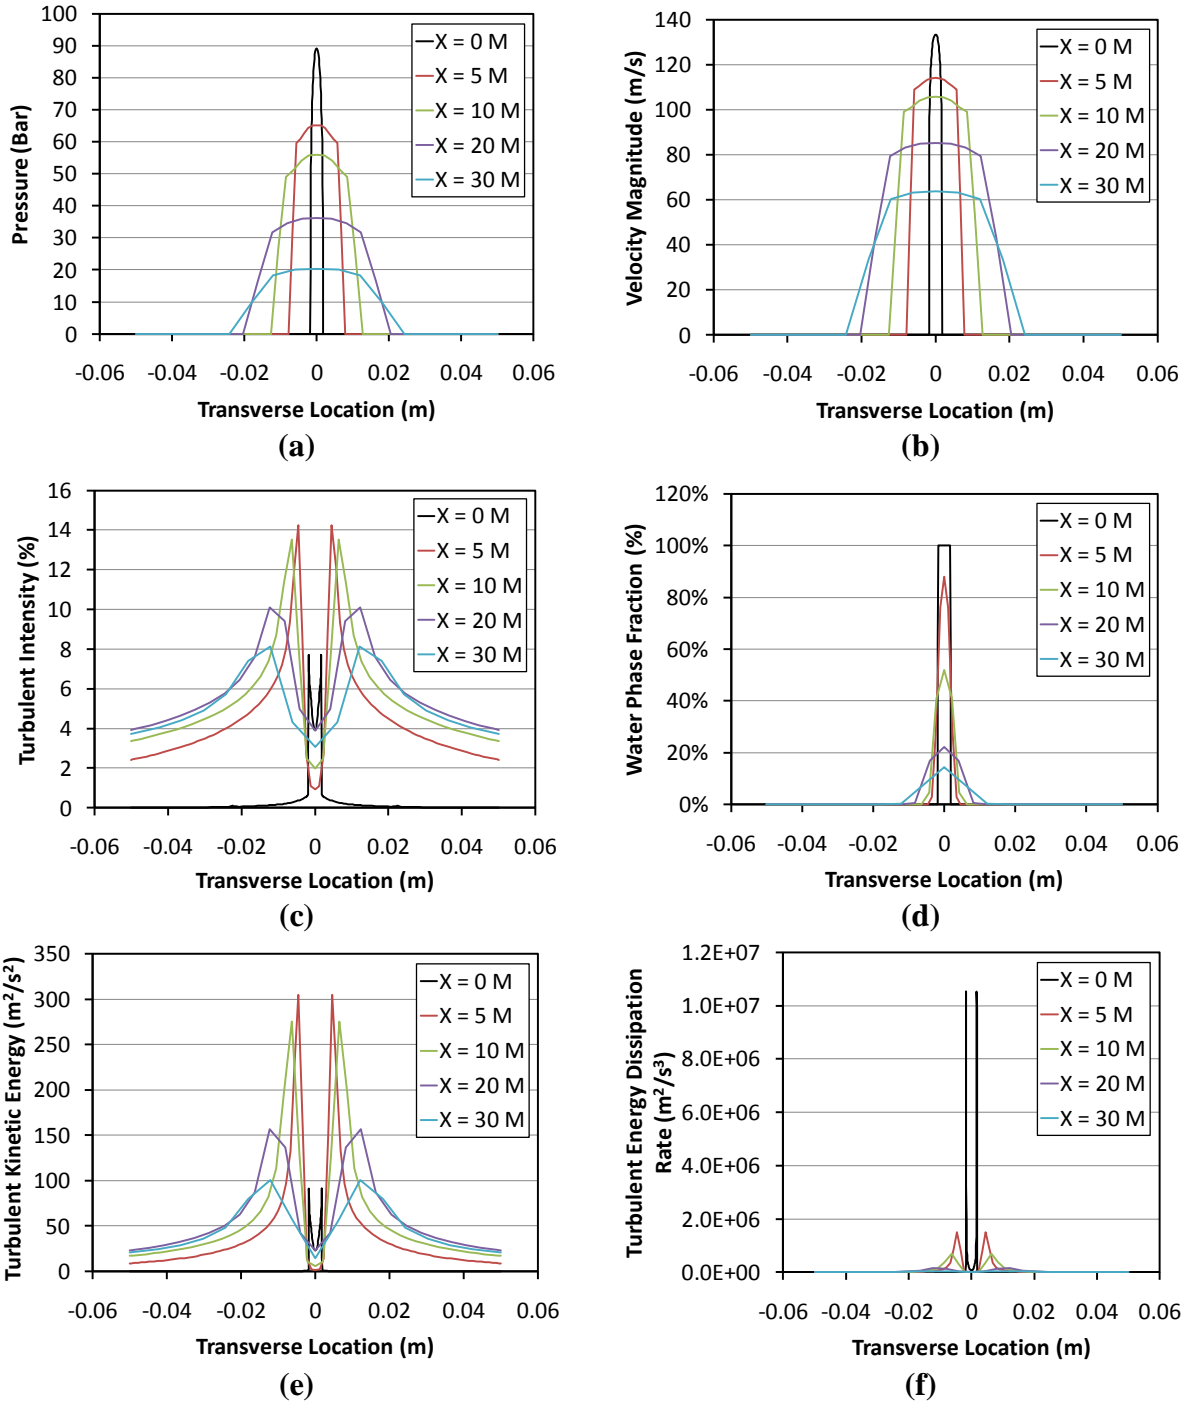 100
90
80
70
60
50
40
30
20
10
0
Pressure (Bar)
X = 0 M
X = 5 M
X = 10 M
X = 20 M
X = 30 M
-0.06 -0.04 -0.02 0 0.02 0.04 0.06
Transverse Location (m)
(a)
140
120
100
80
60
40
20
0
Velocity Magnitude (m/s)
X = 0 M
X = 5 M
X = 10 M
X = 20 M
X = 30 M
-0.06 -0.04 -0.02 0 0.02 0.04 0.06
Transverse Location (m)
(b)
16
14
12
10
8
6
4
2
0
Turbulent Intensity (%)
X = 0 M
X = 5 M
X = 10 M
X = 20 M
X = 30 M
-0.06 -0.04 -0.02 0 0.02 0.04 0.06
Transverse Location (m)
(c)
120%
100%
80%
60%
40%
20%
0%
Water Phase Fraction (%)
X = 0 M
X = 5 M
X = 10 M
X = 20 M
X = 30 M
-0.06 -0.04 -0.02 0 0.02 0.04 0.06
Transverse Location (m)
(d)
350
300
250
200
150
100
50
0
Turbulent Kinetic Energy (m²/s²)
X = 0 M
X = 5 M
X = 10 M
X = 20 M
X = 30 M
-0.06 -0.04 -0.02 0 0.02 0.04 0.06
Transverse Location (m)
(e)
1.2E+07
1.0E+07
8.0E+06
6.0E+06
4.0E+06
2.0E+06
0.0E+00
Turbulent Energy Dissipation
Rate (m²/s³)
X = 0 M
X = 5 M
X = 10 M
X = 20 M
X = 30 M
-0.06 -0.04 -0.02 0 0.02 0.04 0.06
Transverse Location (m)
(f)